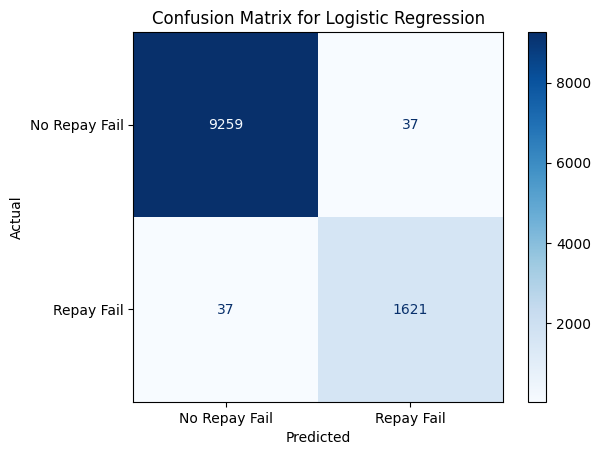 Confusion Matrix for Logistic Regression
No Repay Fail
9259
37
8000
6000
Actual
4000
Repay Fail
37
1621
2000
No Repay Fail
Repay Fail
Predicted